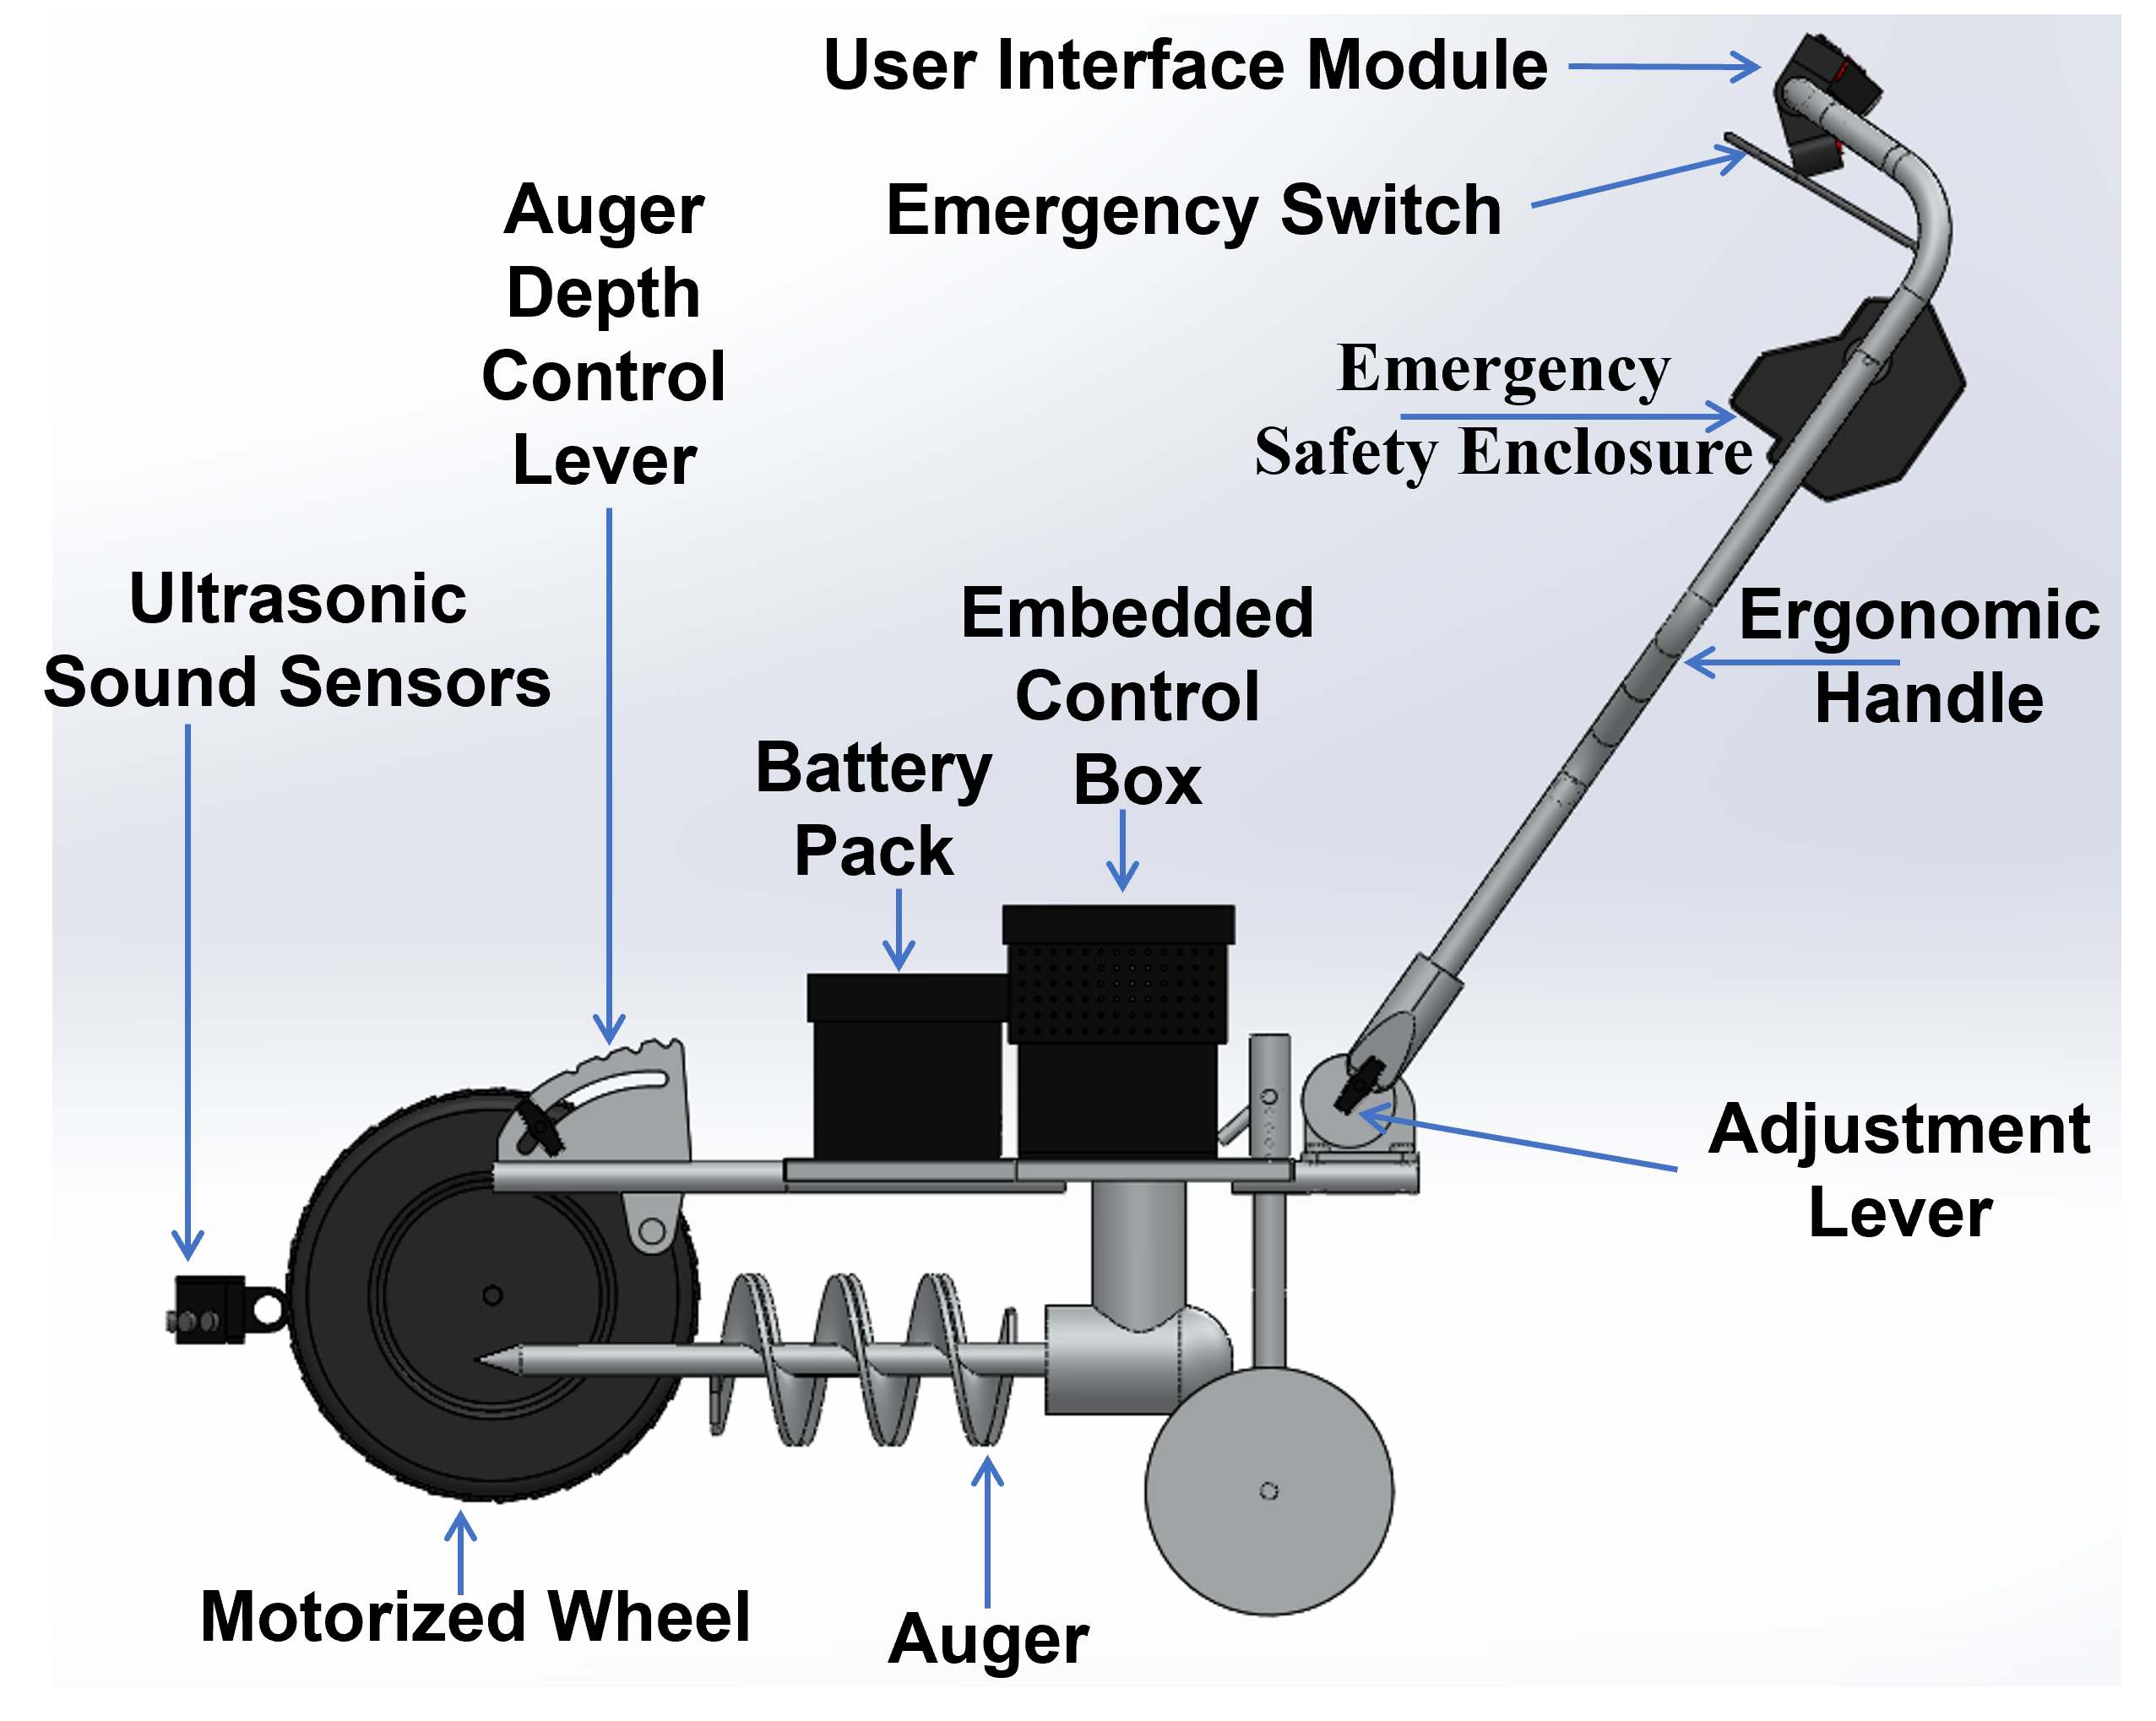 User Interface Module
Emergency Switch
Auger
Depth
Control
Lever
Emergency
Safety Enclosure
Ultrasonic
Sound Sensors
Embedded
Control
Box
Ergonomic
Handle
Battery
Pack
Adjustment
Lever
Motorized Wheel
Auger